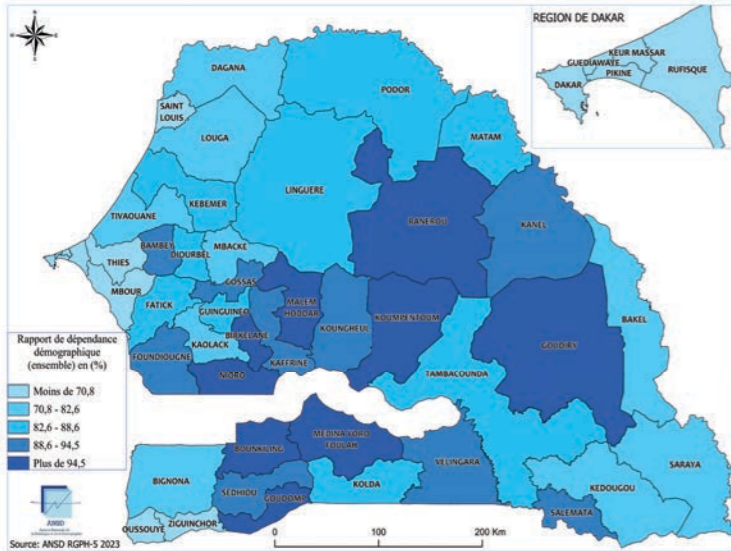 REGION DE DAKAR
KEUR MASSAR
GUEDIAWAYE
RUFISQUE
DAKAR
PIKINE
N
DAGANA
PODOR
SAINT
LOUIS
LOUGA
MATAM
LINGUERE
KEBEMER
RANEROU
KANEL
TIVAOUANE
BAMBEY
MBACKE
DIOURBEL
THIES
MBOUR
GOSSAS
FATICK
GUINGUINEO
MALEM
HODDAR
KOUNGHEUL
KOUMPENTOUM
BAKEL
BIRKELANE
KAOLACK
GOUDIRY
FOUNDIOUGNE
KAFFRINE
NIORO
TAMBACOUNDA
Rapport de dépendance
démographique
(ensemble) en (%)
Moins de 70,8
70,8 - 82,6
82,6 - 88,6
88,6 - 94,5
Plus de 94,5
BOUNKILING
MEDINA YORO
FOULAH
VELINGARA
SARAYA
BIGNONA
SEDHIOU
KOLDA
KEDOUGOU
GOUDOMP
SALEMATA
OUSSOUYE
ZIGUINCHOR
ANSD
Source: ANSD RGPH-5 2023
0 100 200 Km